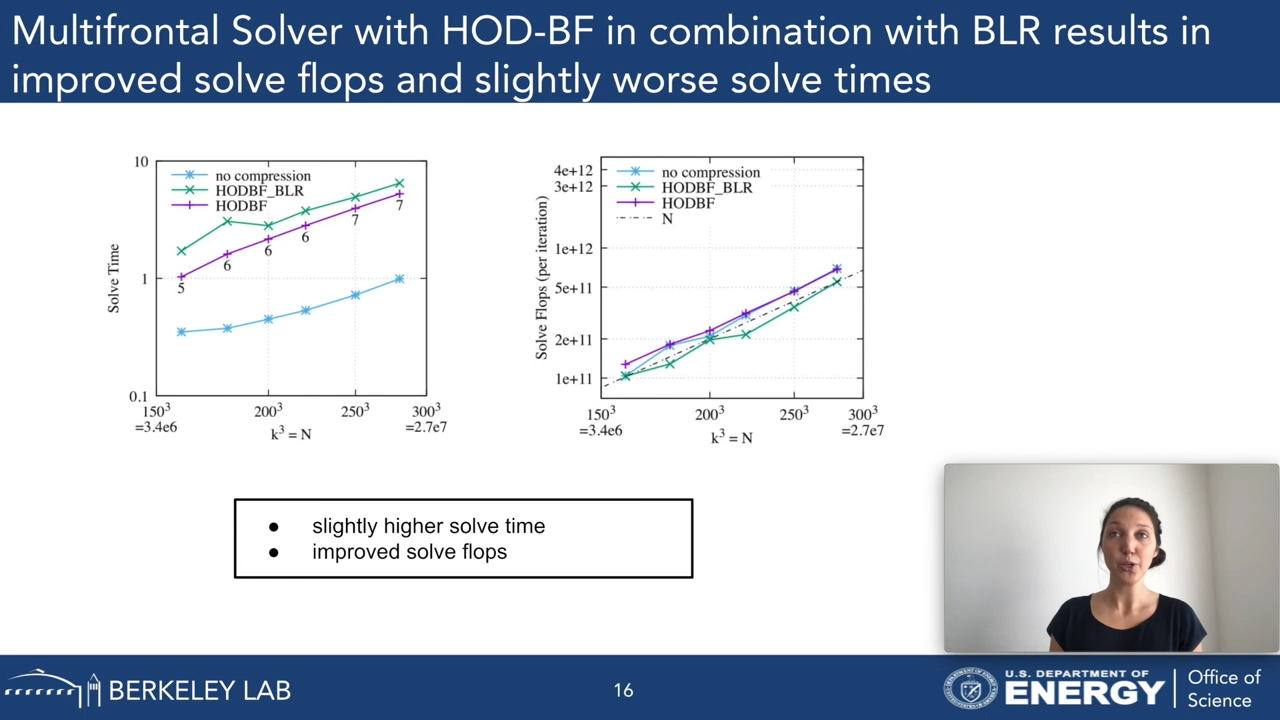 Multifrontal Solver with HOD-BF in combination with BLR results in
improved solve flops and slightly worse solve times
10
1
0.1
Solve Time
no compression
HODBF_BLR
HODBF
5
6
6
6
7
7
150³
=3.4e6
200³
250³
300³
=2.7e7
k³ = N
4e+12
3e+12
1e+12
5e+11
2e+11
1e+11
Solve Flops (per iteration)
no compression
HODBF_BLR
HODBF
N
150³
=3.4e6
200³
250³
300³
=2.7e7
k³ = N
● slightly higher solve time
● improved solve flops
BERKELEY LAB
16
U.S. DEPARTMENT OF
ENERGY
Office of
Science